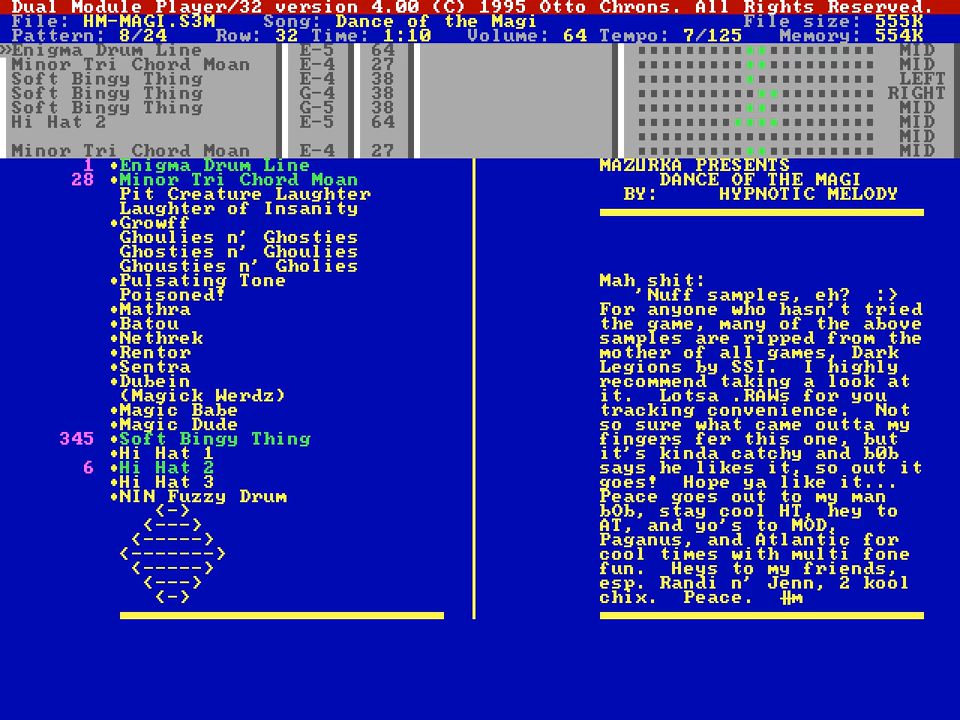 Dual Module Player/32 version 4.00 (C) 1995 Otto Chrons. All Rights Reserved.
File: HM-MAGI.S3M Song: Dance of the Magi File size: 555K
Pattern: 8/24 Row: 32 Time: 1:10 Volume: 64 Tempo: 7/125 Memory: 554K
»Enigma Drum Line E-5 64 MID
Minor Tri Chord Moan E-4 27 MID
Soft Bingy Thing E-4 38 LEFT
Soft Bingy Thing G-4 38 RIGHT
Soft Bingy Thing G-5 38 MID
Hi Hat 2 E-5 64 MID
MID
Minor Tri Chord Moan E-4 27 MID
1 •Enigma Drum Line
28 •Minor Tri Chord Moan
Pit Creature Laughter
Laughter of Insanity
•Growff
Ghoulies n' Ghosties
Ghosties n' Ghoulies
Ghousties n' Gholies
•Pulsating Tone
Poisoned!
•Mathra
•Batou
•Nethrek
•Rentor
•Sentra
•Dubein
(Magick Werdz)
•Magic Babe
•Magic Dude
345 •Soft Bingy Thing
•Hi Hat 1
6 •Hi Hat 2
•Hi Hat 3
•NIN Fuzzy Drum
<->
<--->
<----->
<------->
<----->
<--->
<->
MAZURKA PRESENTS
DANCE OF THE MAGI
BY: HYPNOTIC MELODY
Mah shit:
'Nuff samples, eh? :>
For anyone who hasn't tried
the game, many of the above
samples are ripped from the
mother of all games, Dark
Legions by SSI. I highly
recommend taking a look at
it. Lotsa .RAWs for you
tracking convenience. Not
so sure what came outta my
fingers fer this one, but
it's kinda catchy and b0b
says he likes it, so out it
goes! Hope ya like it...
Peace goes out to my man
b0b, stay cool HT, hey to
AT, and yo's to MOD,
Paganus, and Atlantic for
cool times with multi fone
fun. Heys to my friends,
esp. Randi n' Jenn, 2 kool
chix. Peace. Hm